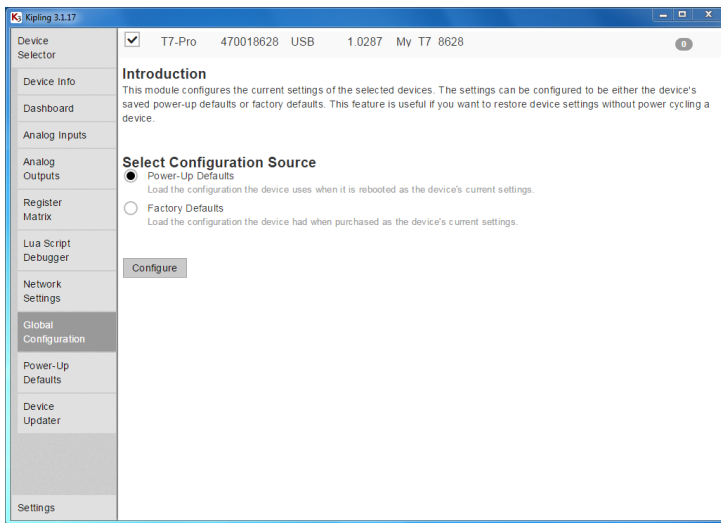 K3 Kipling 3.1.17
Device
Selector
Device Info
Dashboard
Analog Inputs
Analog
Outputs
Register
Matrix
Lua Script
Debugger
Network
Settings
Global
Configuration
Power-Up
Defaults
Device
Updater
Settings
T7-Pro 470018628 USB 1.0287 My T7 8628 0
Introduction
This module configures the current settings of the selected devices. The settings can be configured to be either the device's
saved power-up defaults or factory defaults. This feature is useful if you want to restore device settings without power cycling a
device.
Select Configuration Source
Power-Up Defaults
Load the configuration the device uses when it is rebooted as the device's current settings.
Factory Defaults
Load the configuration the device had when purchased as the device's current settings.
Configure